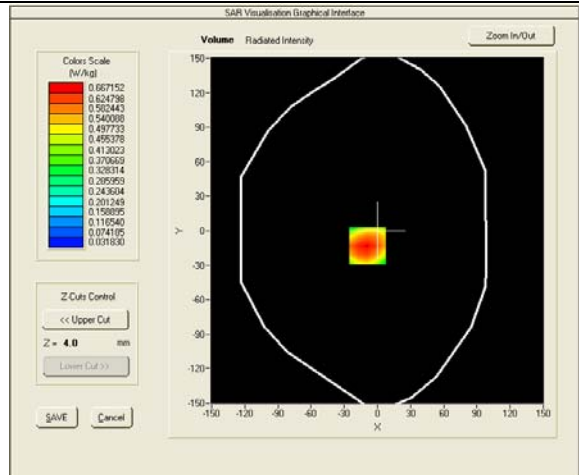 SAR Visualisation Graphical Interface
Volume Radiated Intensity
Zoom In/Out
Colors Scale
(W/kg)
0.667152
0.624798
0.582443
0.540088
0.497733
0.455378
0.413023
0.370669
0.328314
0.285959
0.243604
0.201249
0.158895
0.116540
0.074185
0.031830
Z-Cuts Control
<< Upper Cut
Z = 4.0 mm
Lower Cut >>
SAVE Cancel
150-
120-
90-
60-
30-
0-
-30-
-60-
-90-
-120-
-150-
Y
-150 -120 -90 -60 -30 0 30 60 90 120 150
X